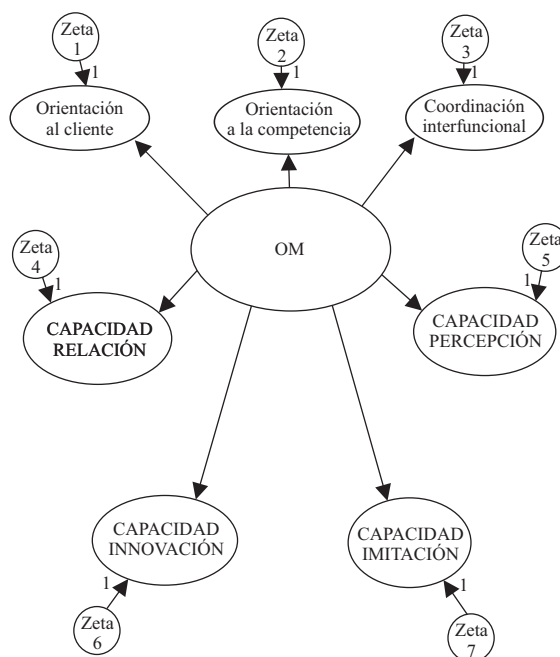 Zeta
1
1
Zeta
2
1
Zeta
3
1
Orientación
al cliente
Orientación
a la competencia
Coordinación
interfuncional
OM
Zeta
4
1
Zeta
5
1
CAPACIDAD
RELACIÓN
CAPACIDAD
PERCEPCIÓN
CAPACIDAD
INNOVACIÓN
CAPACIDAD
IMITACIÓN
1
Zeta
6
1
Zeta
7